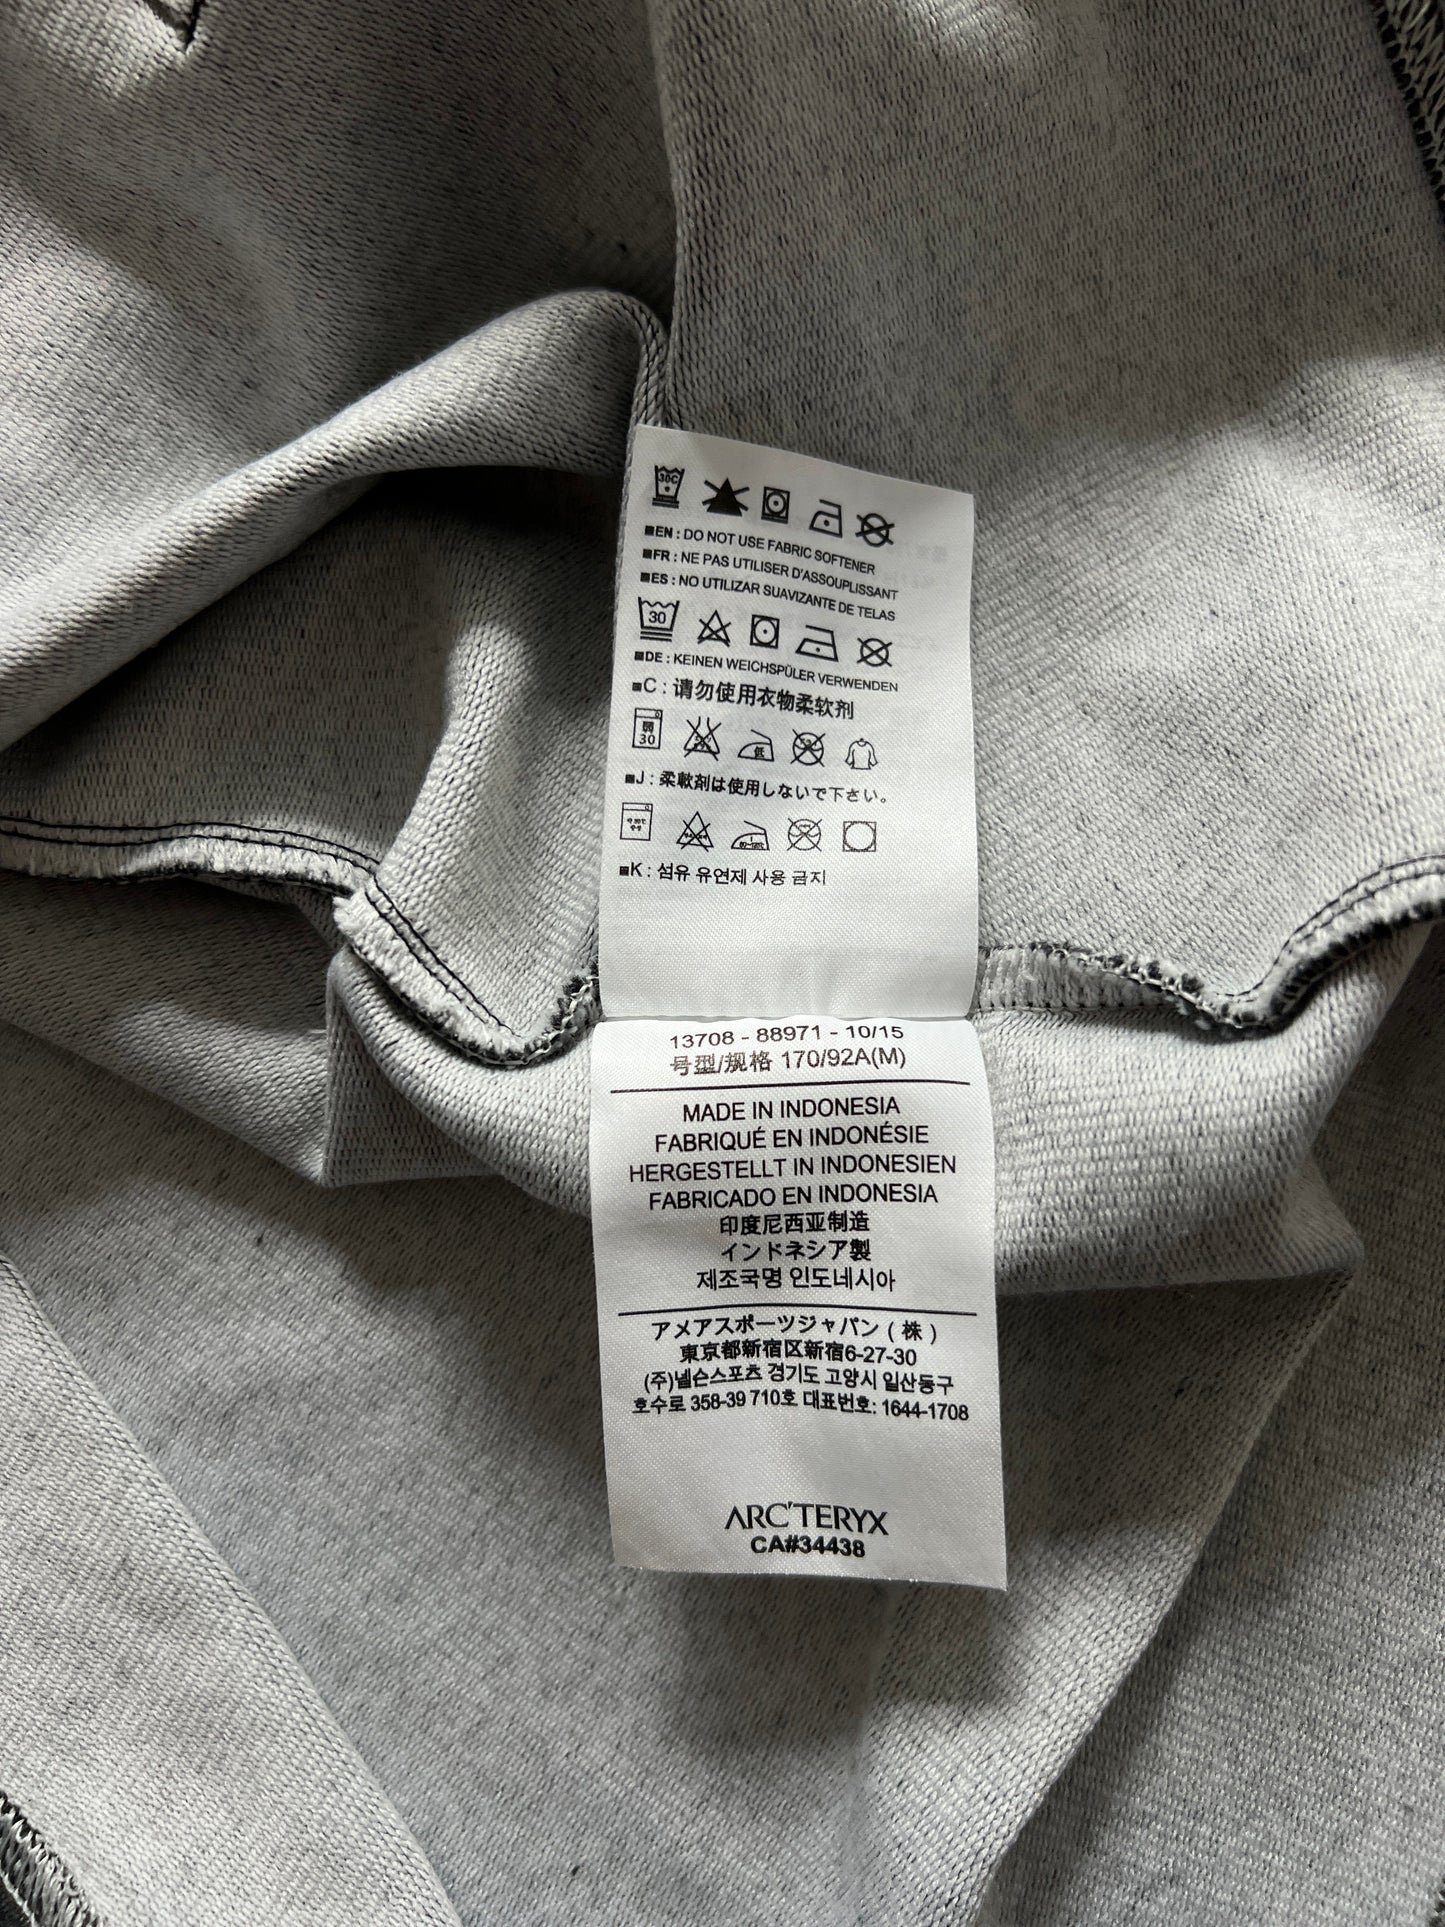 30C
■EN : DO NOT USE FABRIC SOFTENER
■FR : NE PAS UTILISER D'ASSOUPLISSANT
■ES : NO UTILIZAR SUAVIZANTE DE TELAS
30
■DE : KEINEN WEICHSPÜLER VERWENDEN
■C : 请勿使用衣物柔软剂
弱 30 低
■J : 柔軟剤は使用しないで下さい。
■K : 섬유 유연제 사용 금지
13708 - 88971 - 10/15
号型/规格 170/92A(M)
MADE IN INDONESIA
FABRIQUÉ EN INDONÉSIE
HERGESTELLT IN INDONESIEN
FABRICADO EN INDONESIA
印度尼西亚制造
インドネシア製
제조국명 인도네시아
アメアスポーツジャパン ( 株 )
東京都新宿区新宿6-27-30
(주)넬슨스포츠 경기도 고양시 일산동구
호수로 358-39 710호 대표번호: 1644-1708
ARC'TERYX
CA#34438